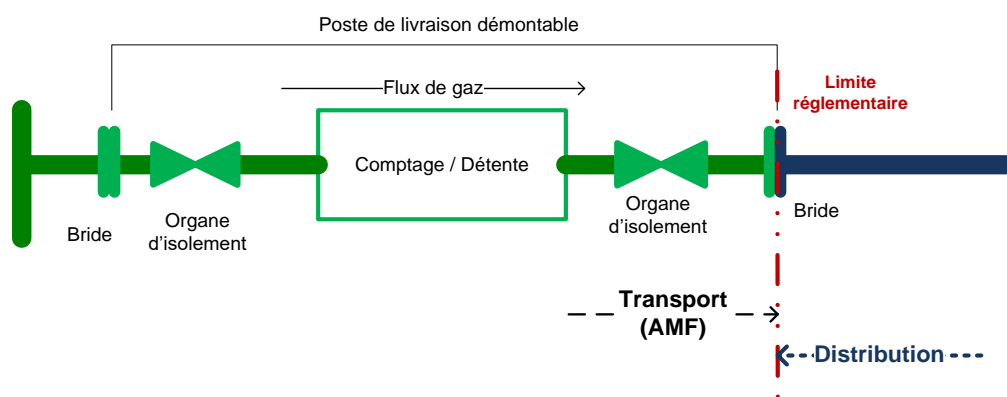 Poste de livraison démontable
Flux de gaz
Limite
réglementaire
Comptage / Détente
Bride
Organe
d'isolement
Organe
d'isolement
Bride
Transport
(AMF)
Distribution